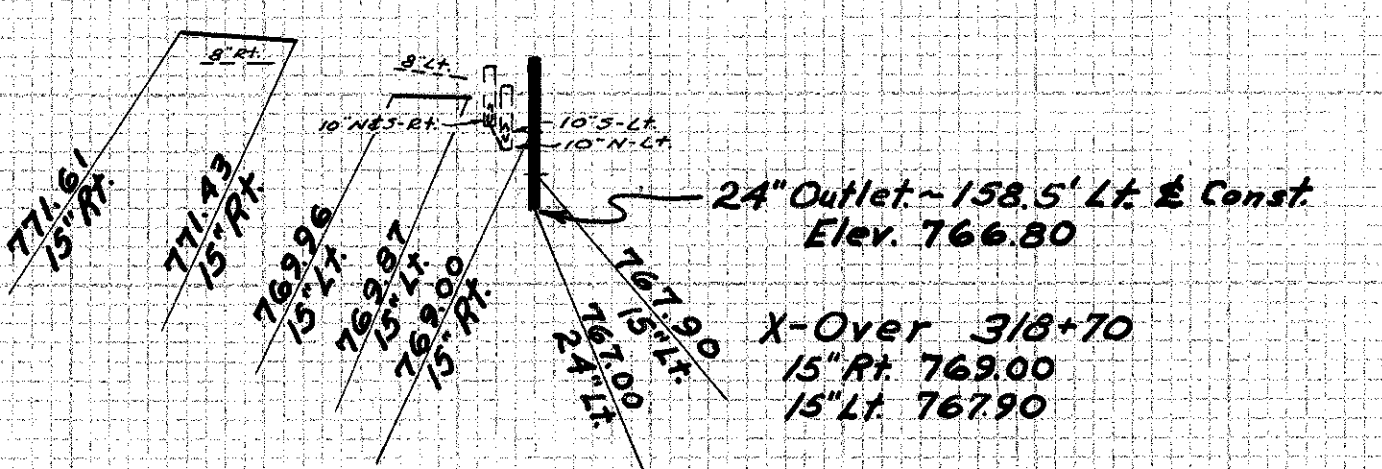 8" Rt.
8" Lt.
10" N&S-Rt.
10" S-Lt.
10" N-Lt.
771.61
15" Rt.
771.43
15" Rt.
769.96
15" Lt.
769.87
15" Lt.
769.00
15" Rt.
767.00
24" Lt.
767.90
15" Lt.
24" Outlet ~ 158.5' Lt. ℄ Const.
Elev. 766.80
X-Over 318+70
15" Rt. 769.00
15" Lt. 767.90